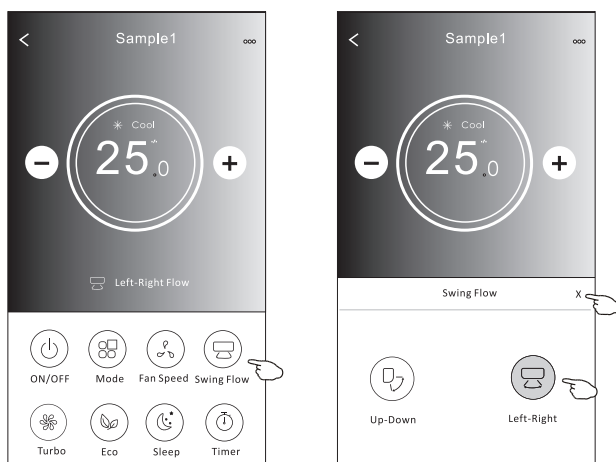 Sample1
Cool
25.0
Left-Right Flow
ON/OFF Mode Fan Speed Swing Flow
Turbo Eco Sleep Timer
Sample1
Cool
25.0
Swing Flow X
Up-Down Left-Right